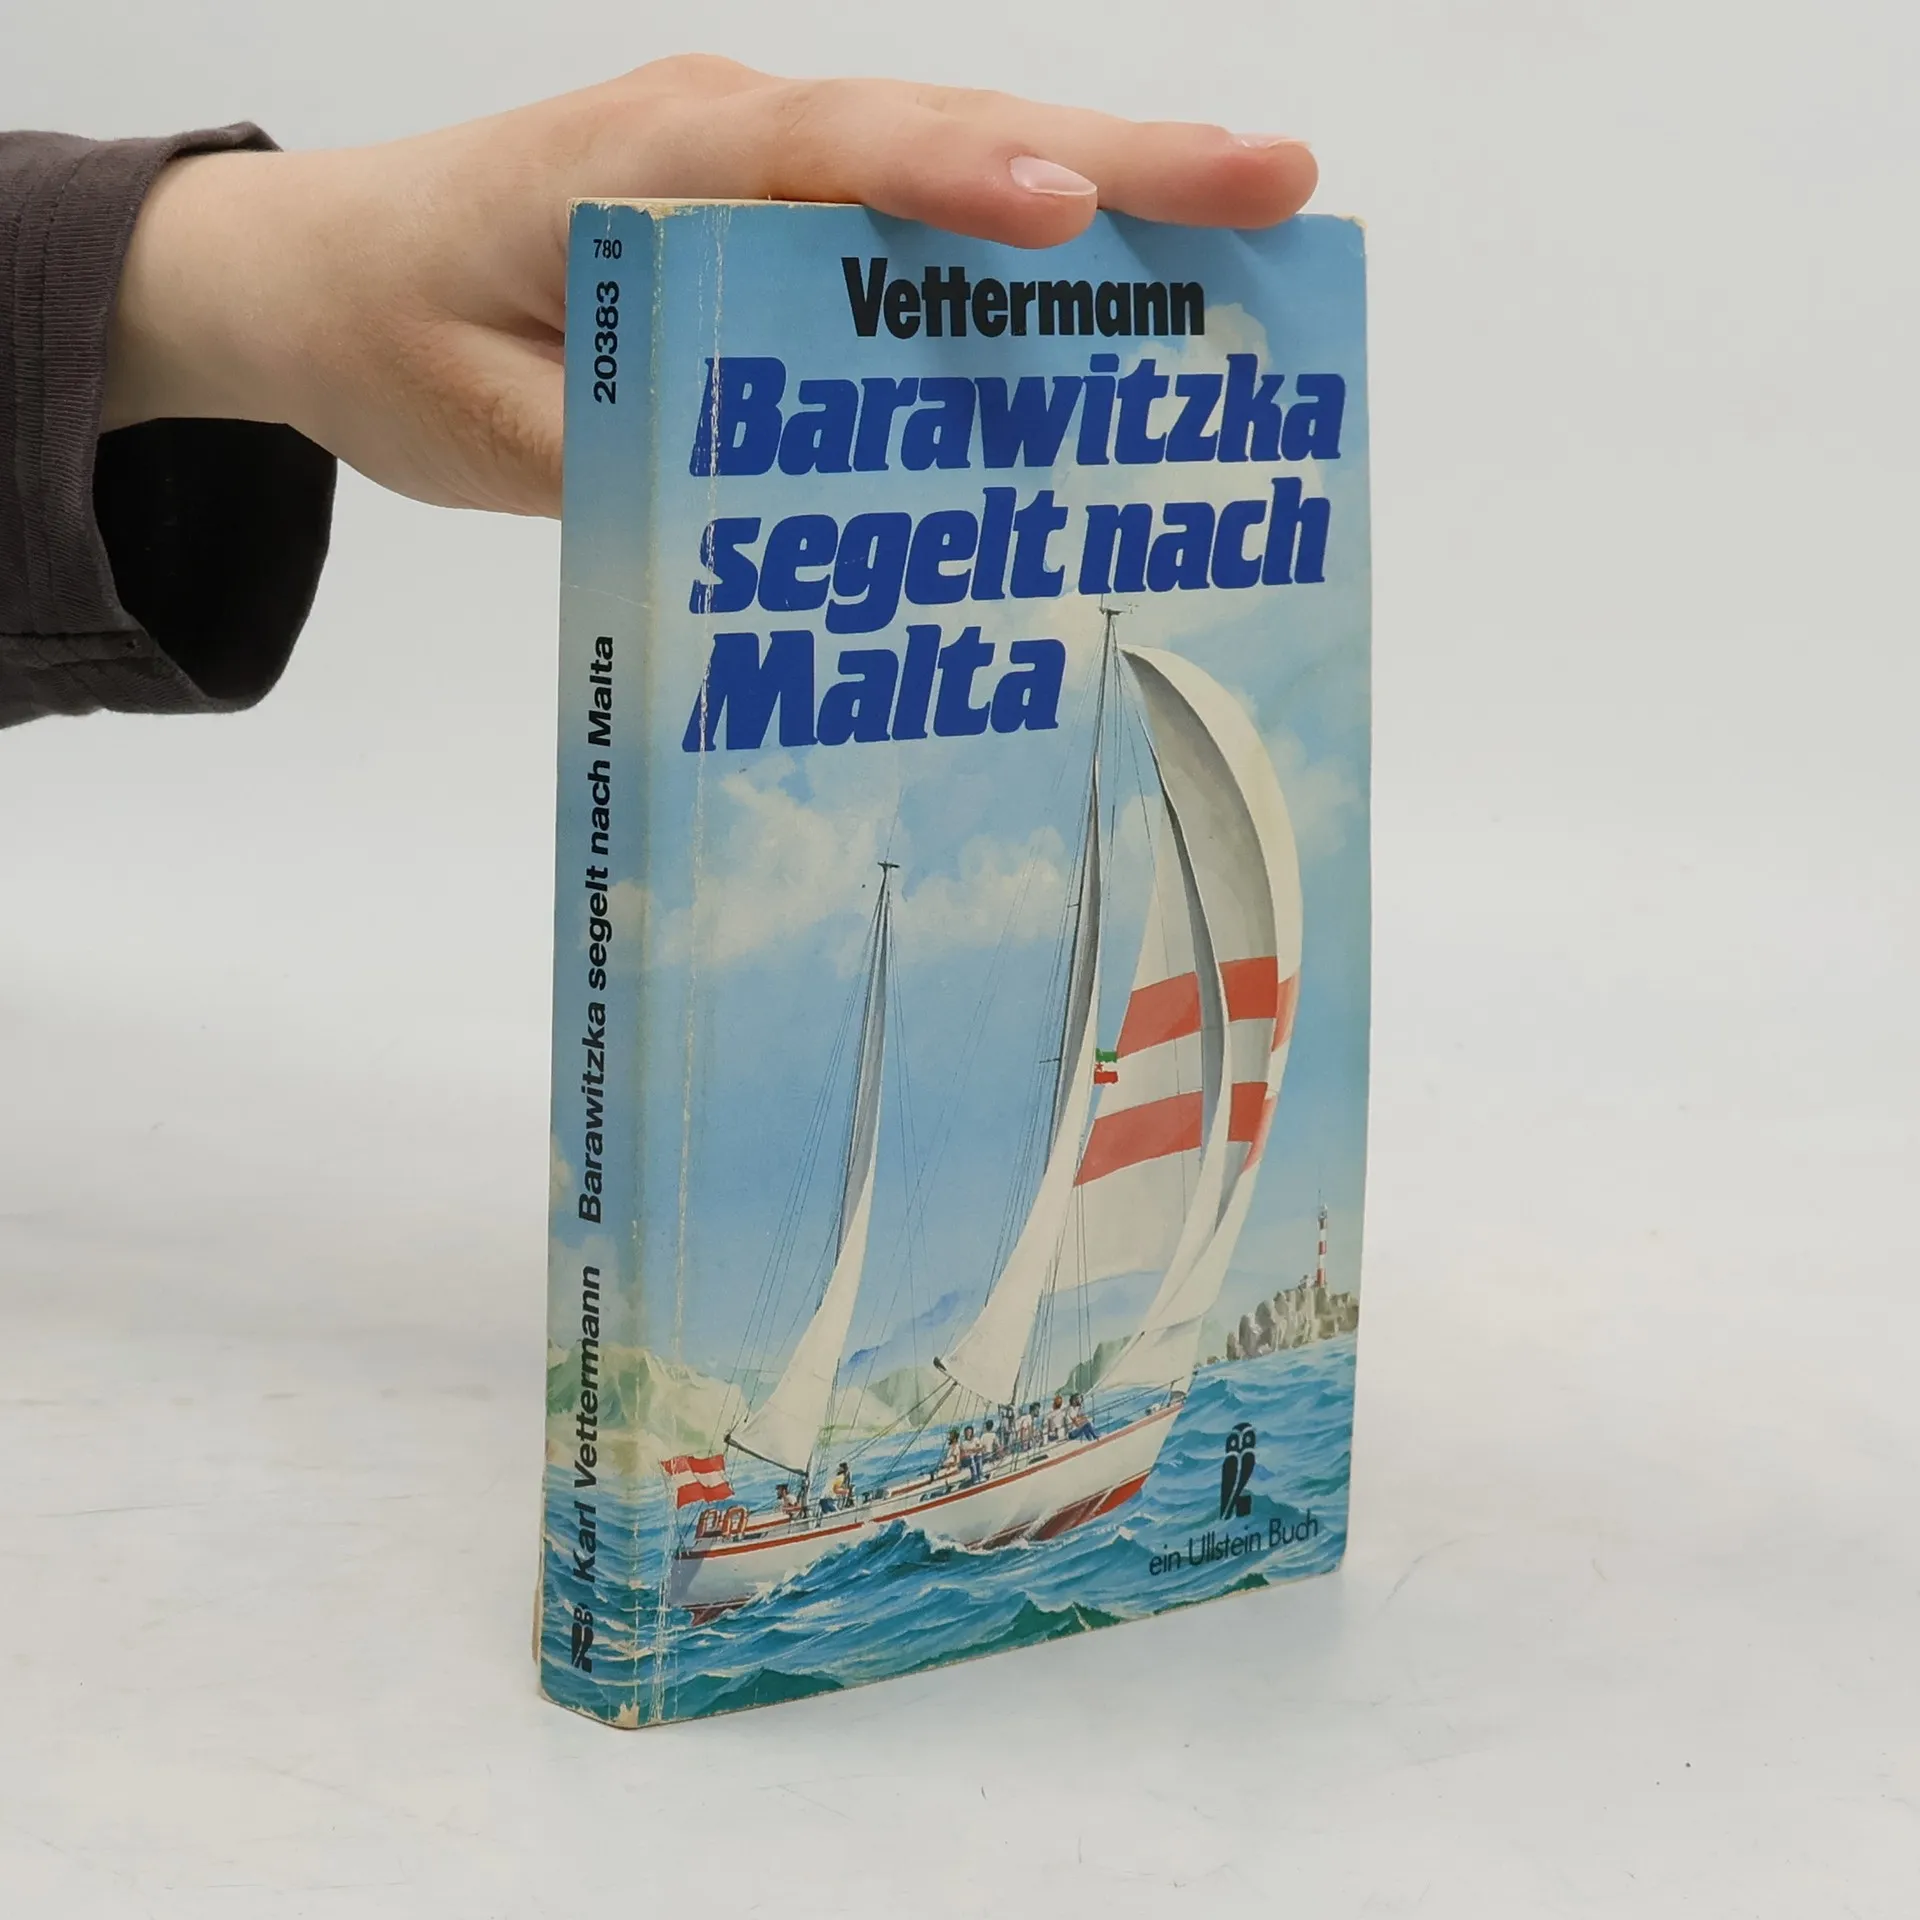 780
20383
Karl Vettermann Barawitzka segelt nach Malta
Vettermann
Barawitzka
segelt nach
Malta
ein Ullstein Buch